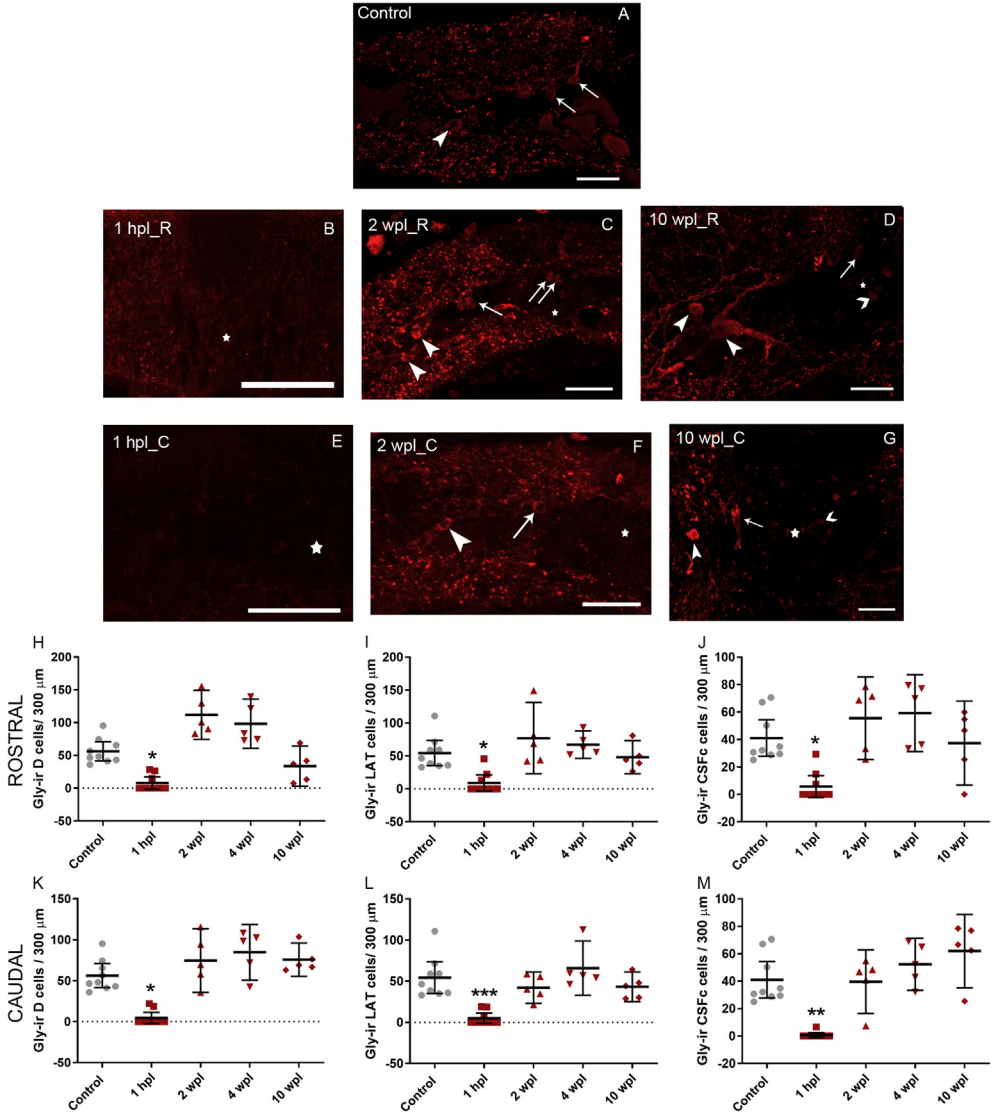 Control A
1 hpl_R B
2 wpl_R C
10 wpl_R D
1 hpl_C E
2 wpl_C F
10 wpl_C G
ROSTRAL
H
Gly-ir D cells/ 300 µm
200
150
100
50
0
-50
Control 1 hpl 2 wpl 4 wpl 10 wpl
*
I
Gly-ir LAT cells / 300 µm
200
150
100
50
0
-50
Control 1 hpl 2 wpl 4 wpl 10 wpl
*
J
Gly-ir CSFc cells / 300 µm
100
80
60
40
20
0
-20
Control 1 hpl 2 wpl 4 wpl 10 wpl
*
CAUDAL
K
Gly-ir D cells / 300 µm
150
100
50
0
-50
Control 1 hpl 2 wpl 4 wpl 10 wpl
*
L
Gly-ir LAT cells/ 300 µm
150
100
50
0
-50
Control 1 hpl 2 wpl 4 wpl 10 wpl
***
M
Gly-ir CSFc cells / 300 µm
100
80
60
40
20
0
-20
Control 1 hpl 2 wpl 4 wpl 10 wpl
**